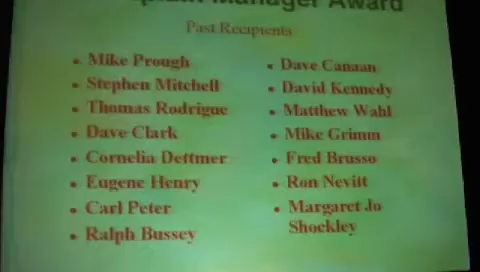 Manager Award
Past Recipients
• Mike Prough
• Stephen Mitchell
• Thomas Rodrigue
• Dave Clark
• Cornelia Dettmer
• Eugene Henry
• Carl Peter
• Ralph Bussey
• Dave Canaan
• David Kennedy
• Matthew Wahl
• Mike Grimm
• Fred Brusso
• Ron Nevitt
• Margaret Jo
Shockley